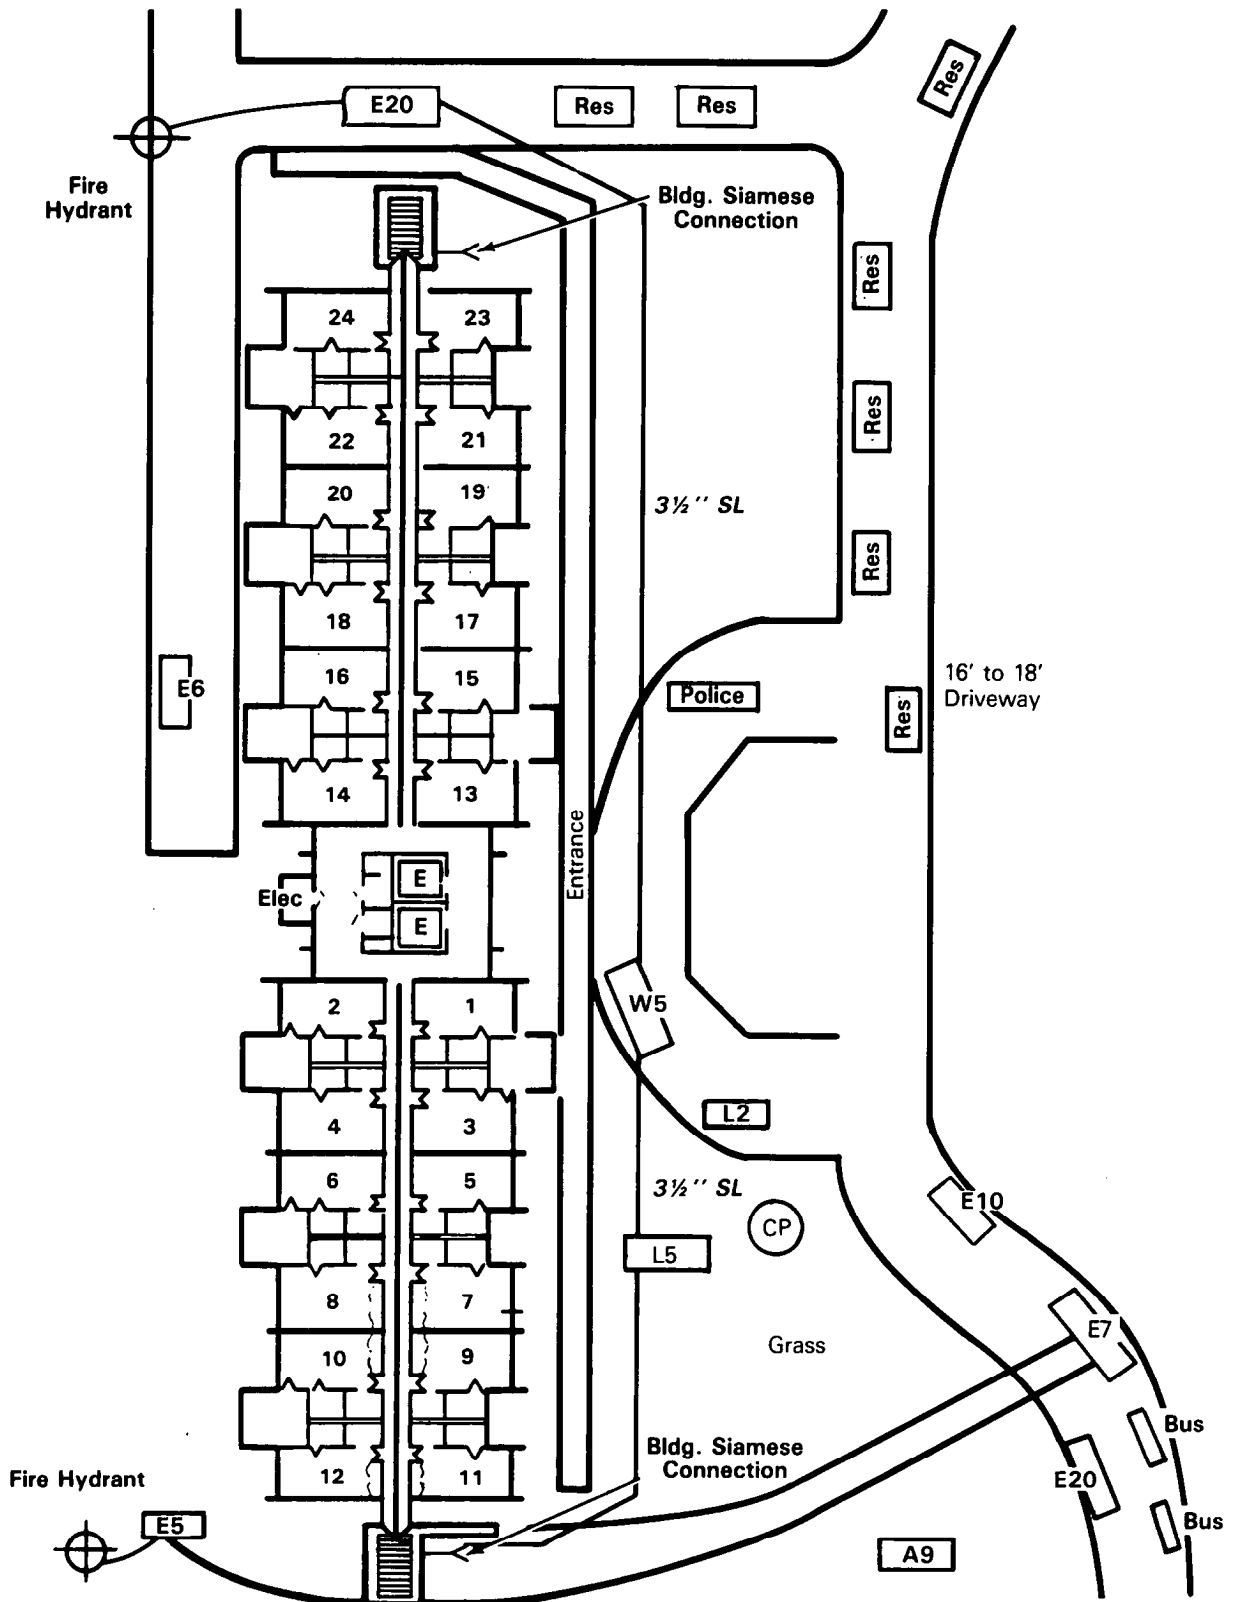 Res
E20
Res
Res
Fire
Hydrant
Bldg. Siamese
Connection
Res
24
23
Res
22
21
20
19
3½'' SL
Res
18
17
16
15
16' to 18'
Driveway
E6
Police
Res
14
13
Entrance
E
Elec
E
2
1
W5
L2
4
3
6
5
3½'' SL
E10
CP
L5
8
7
E7
Grass
10
9
Bus
Bldg. Siamese
Connection
12
11
Fire Hydrant
E20
E5
Bus
A9